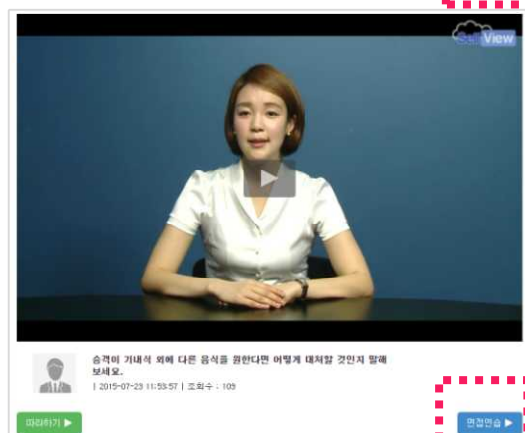 SelfView
승객이 기내식 외에 다른 음식을 원한다면 어떻게 대처할 것인지 말해
보세요.
| 2015-07-23 11:53:57 | 조회수 : 109
따라하기 ▶
면접연습 ▶